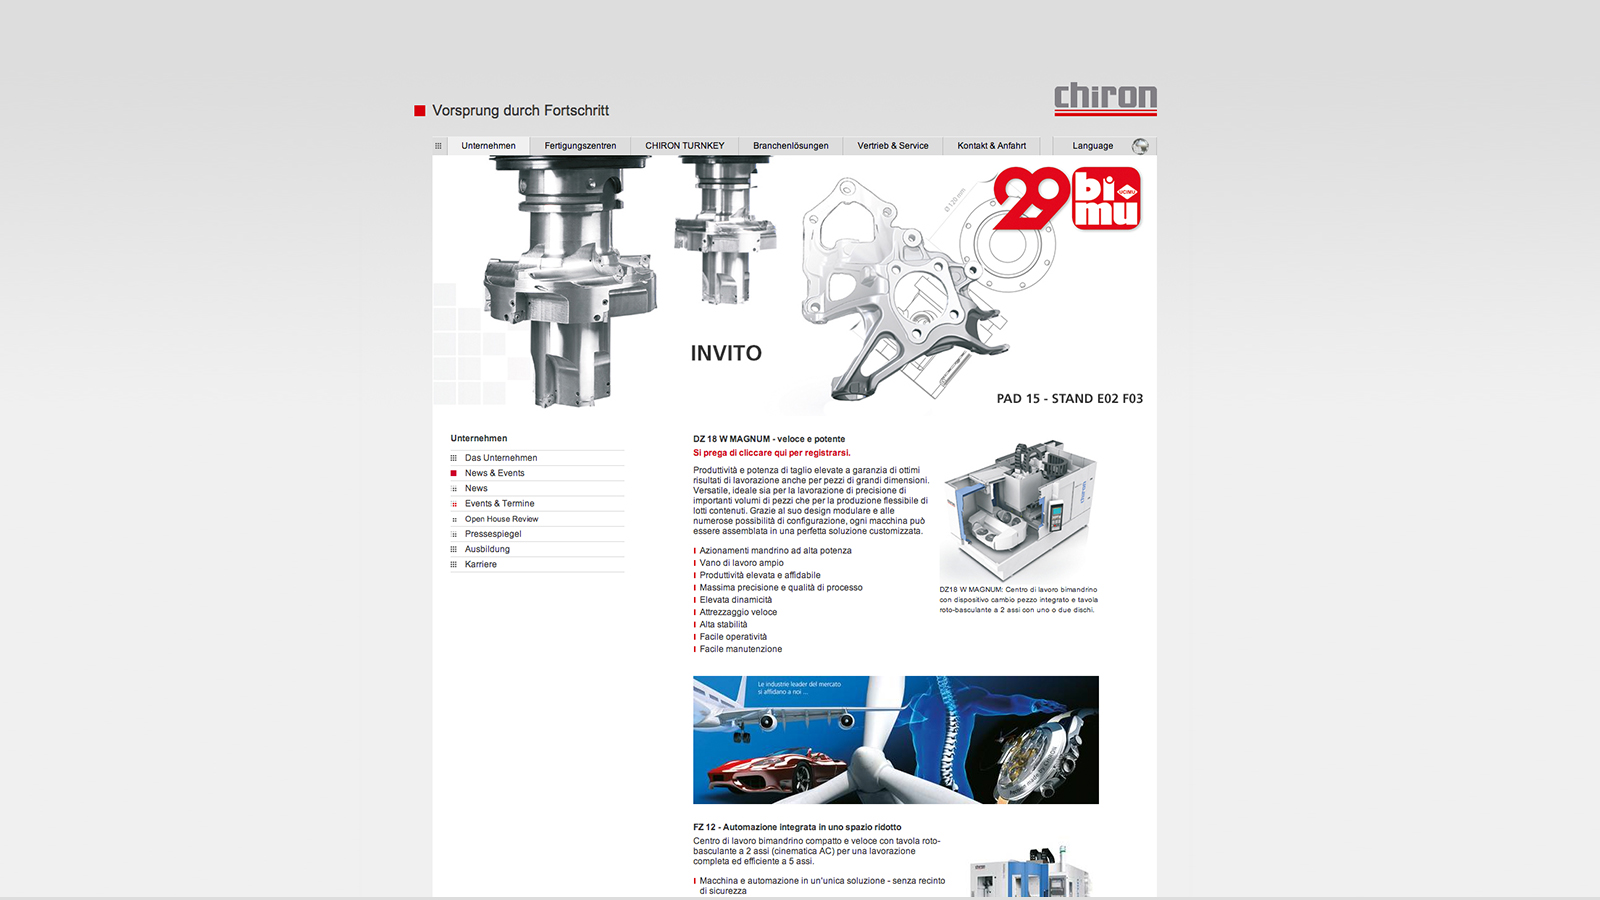 chiron
Vorsprung durch Fortschritt
Unternehmen
Fertigungszentren
CHIRON TURNKEY
Branchenlösungen
Vertrieb & Service
Kontakt & Anfahrt
Language
Ø 120 mm
29 bi
UCIMU
mu
INVITO
PAD 15 - STAND E02 F03
Unternehmen
Das Unternehmen
News & Events
News
Events & Termine
Open House Review
Pressespiegel
Ausbildung
Karriere
DZ 18 W MAGNUM - veloce e potente
Si prega di cliccare qui per registrarsi.
Produttività e potenza di taglio elevate a garanzia di ottimi
risultati di lavorazione anche per pezzi di grandi dimensioni.
Versatile, ideale sia per la lavorazione di precisione di
importanti volumi di pezzi che per la produzione flessibile di
lotti contenuti. Grazie al suo design modulare e alle
numerose possibilità di configurazione, ogni macchina può
essere assemblata in una perfetta soluzione customizzata.
Azionamenti mandrino ad alta potenza
Vano di lavoro ampio
Produttività elevata e affidabile
Massima precisione e qualità di processo
Elevata dinamicità
Attrezzaggio veloce
Alta stabilità
Facile operatività
Facile manutenzione
chiron
DZ18 W MAGNUM: Centro di lavoro bimandrino
con dispositivo cambio pezzo integrato e tavola
roto-basculante a 2 assi con uno o due dischi.
Le industrie leader del mercato
si affidano a noi ...
FZ 12 - Automazione integrata in uno spazio ridotto
Centro di lavoro bimandrino compatto e veloce con tavola roto-
basculante a 2 assi (cinematica AC) per una lavorazione
completa ed efficiente a 5 assi.
Macchina e automazione in un'unica soluzione - senza recinto
di sicurezza